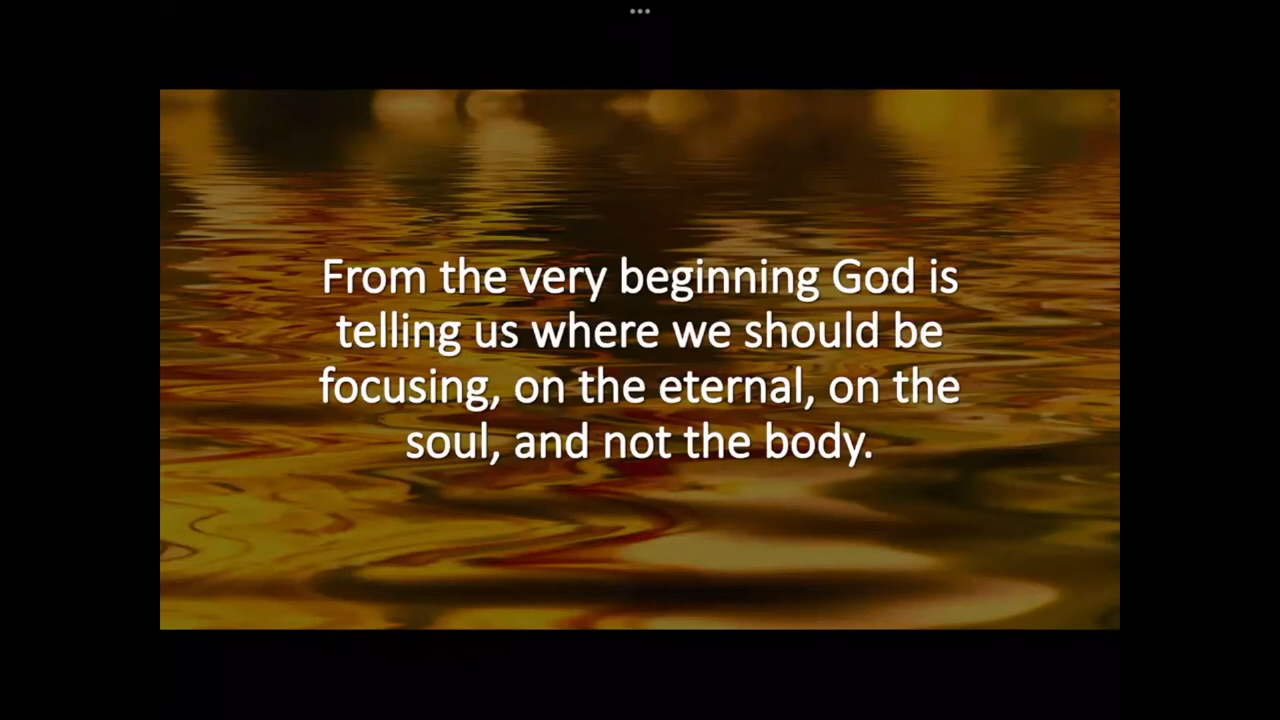 From the very beginning God is
telling us where we should be
focusing, on the eternal, on the
soul, and not the body.